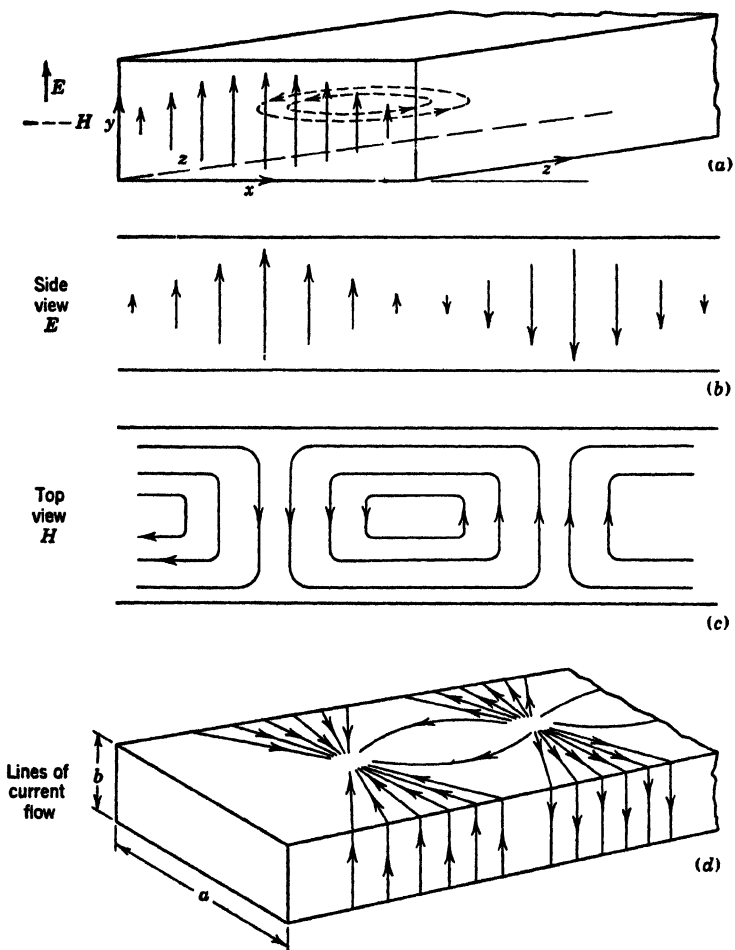 E
H
y
z
x
z
(a)
Side
view
E
(b)
Top
view
H
(c)
Lines of
current
flow
b
a
(d)